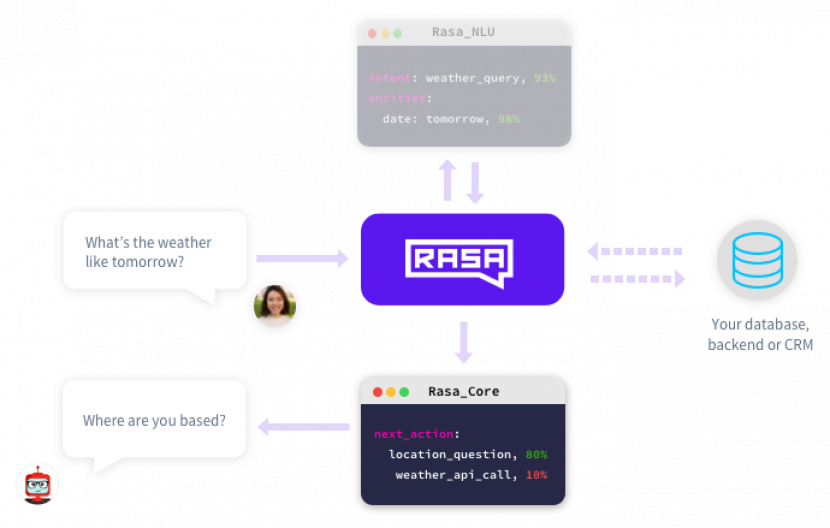 Rasa_NLU
intent: weather_query, 93%
entities:
date: tomorrow, 98%
What's the weather
like tomorrow?
RASA
Your database,
backend or CRM
Rasa_Core
next_action:
location_question, 80%
weather_api_call, 10%
Where are you based?